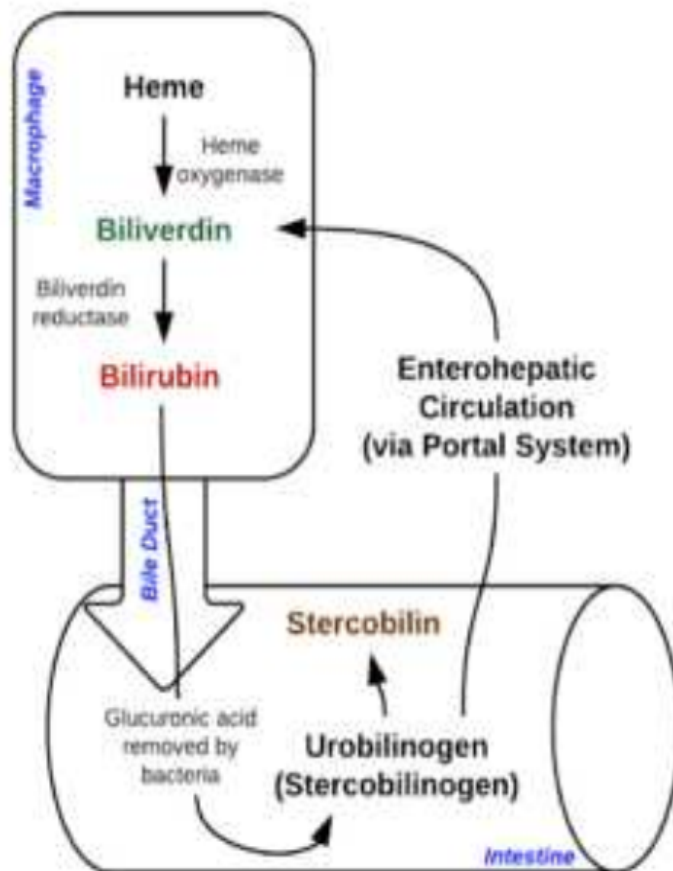 Macrophage
Heme
Heme
oxygenase
Biliverdin
Biliverdin
reductase
Bilirubin
Enterohepatic
Circulation
(via Portal System)
Bile Duct
Stercobilin
Glucuronic acid
removed by
bacteria
Urobilinogen
(Stercobilinogen)
Intestine